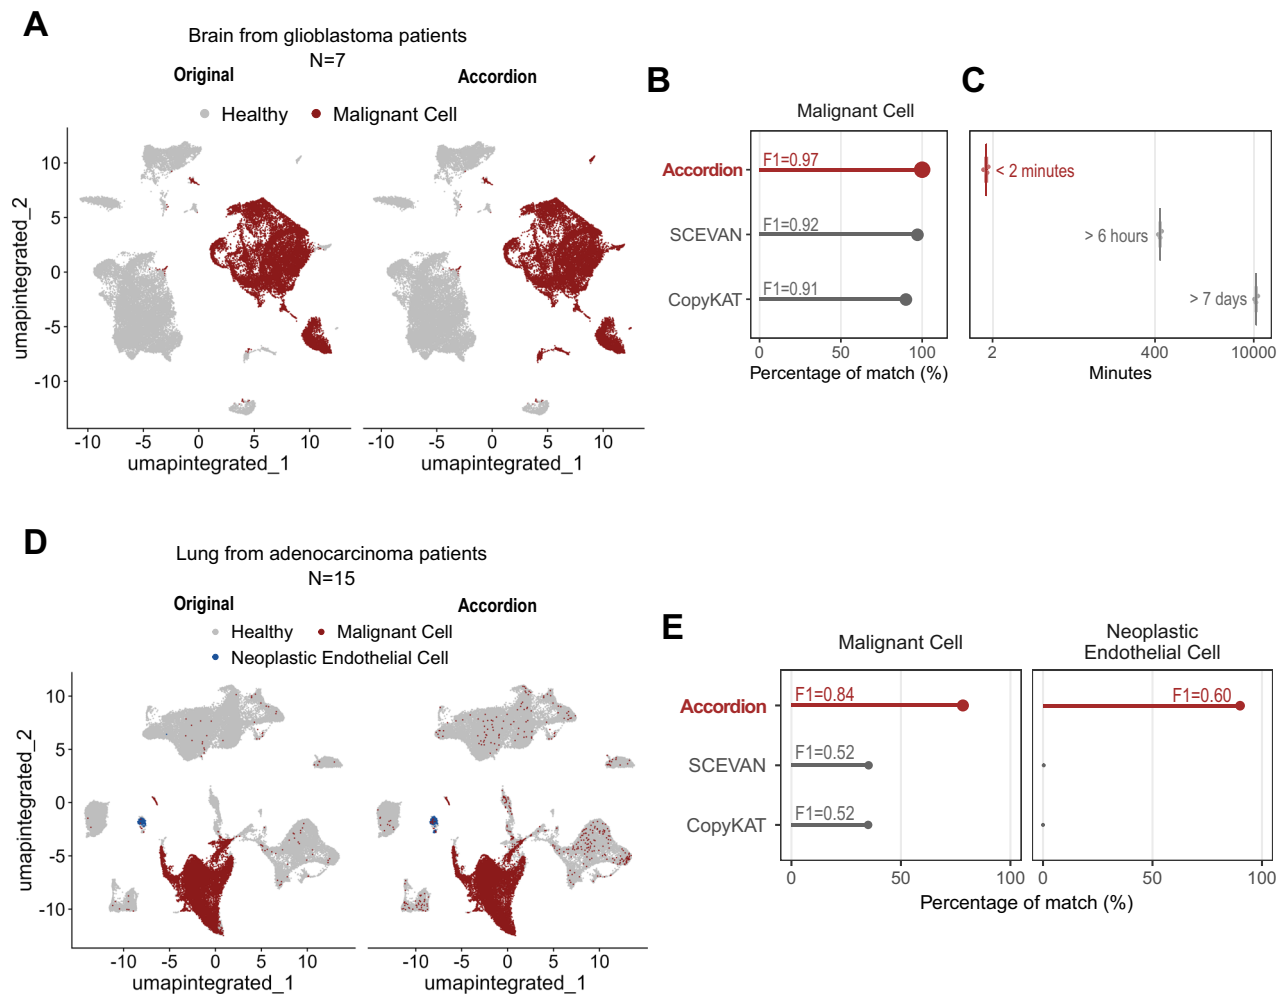 A
Brain from glioblastoma patients
N=7
Original
Accordion
Healthy
Malignant Cell
umapintegrated_2
10
5
0
-5
-10
-10
-5
0
5
10
-10
-5
0
5
10
umapintegrated_1
umapintegrated_1
B
Malignant Cell
Accordion
SCEVAN
CopyKAT
F1=0.97
F1=0.92
F1=0.91
0
50
100
Percentage of match (%)
C
< 2 minutes
> 6 hours
> 7 days
2
400
10000
Minutes
D
Lung from adenocarcinoma patients
N=15
Original
Accordion
Healthy
Malignant Cell
Neoplastic Endothelial Cell
umapintegrated_2
10
5
0
-5
-10
-10
-5
0
5
10
-10
-5
0
5
10
umapintegrated_1
umapintegrated_1
E
Malignant Cell
Neoplastic
Endothelial Cell
Accordion
SCEVAN
CopyKAT
F1=0.84
F1=0.52
F1=0.52
F1=0.60
0
50
100
0
50
100
Percentage of match (%)